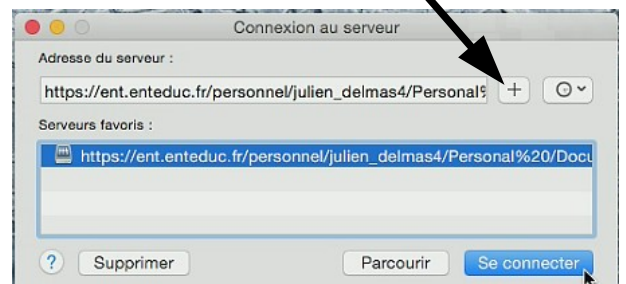 Connexion au serveur
Adresse du serveur :
https://ent.enteduc.fr/personnel/julien_delmas4/Personal%
Serveurs favoris :
https://ent.enteduc.fr/personnel/julien_delmas4/Personal%20/Docu
? Supprimer Parcourir Se connecter